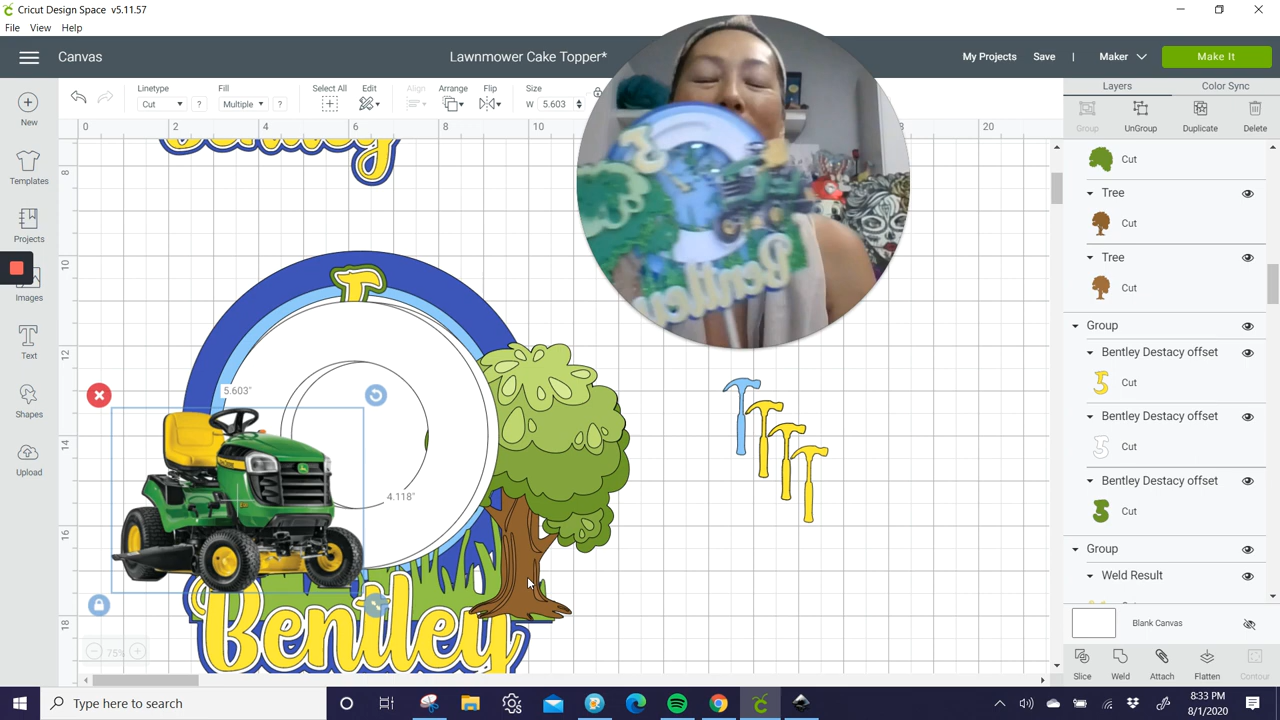 Cricut Design Space v5.11.57
File View Help
Canvas
Lawnmower Cake Topper*
My Projects Save | Maker Make It
Linetype Fill Select All Edit Align Arrange Flip Size
Cut ? Multiple ? W 5.603
Layers Color Sync
Group UnGroup Duplicate Delete
New
Templates
Projects
Images
Text
Shapes
Upload
0 2 4 6 8 10 20
8
10
12
14
16
18
Bentley
5.603"
4.118"
Bentley
Bentley
75%
Cut
Tree
Cut
Tree
Cut
Group
Bentley Destacy offset
Cut
Bentley Destacy offset
Cut
Bentley Destacy offset
Cut
Group
Weld Result
Blank Canvas
Slice Weld Attach Flatten Contour
Type here to search
8:33 PM
8/1/2020